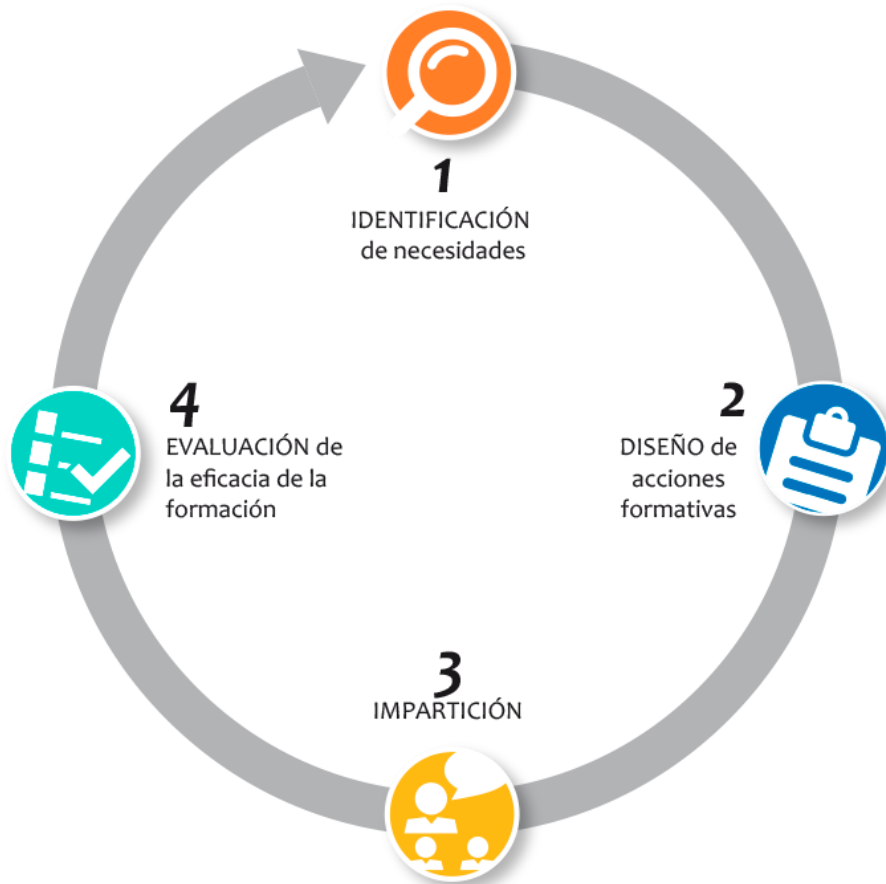 1
IDENTIFICACIÓN
de necesidades
2
DISEÑO de
acciones
formativas
3
IMPARTICIÓN
4
EVALUACIÓN de
la eficacia de la
formación